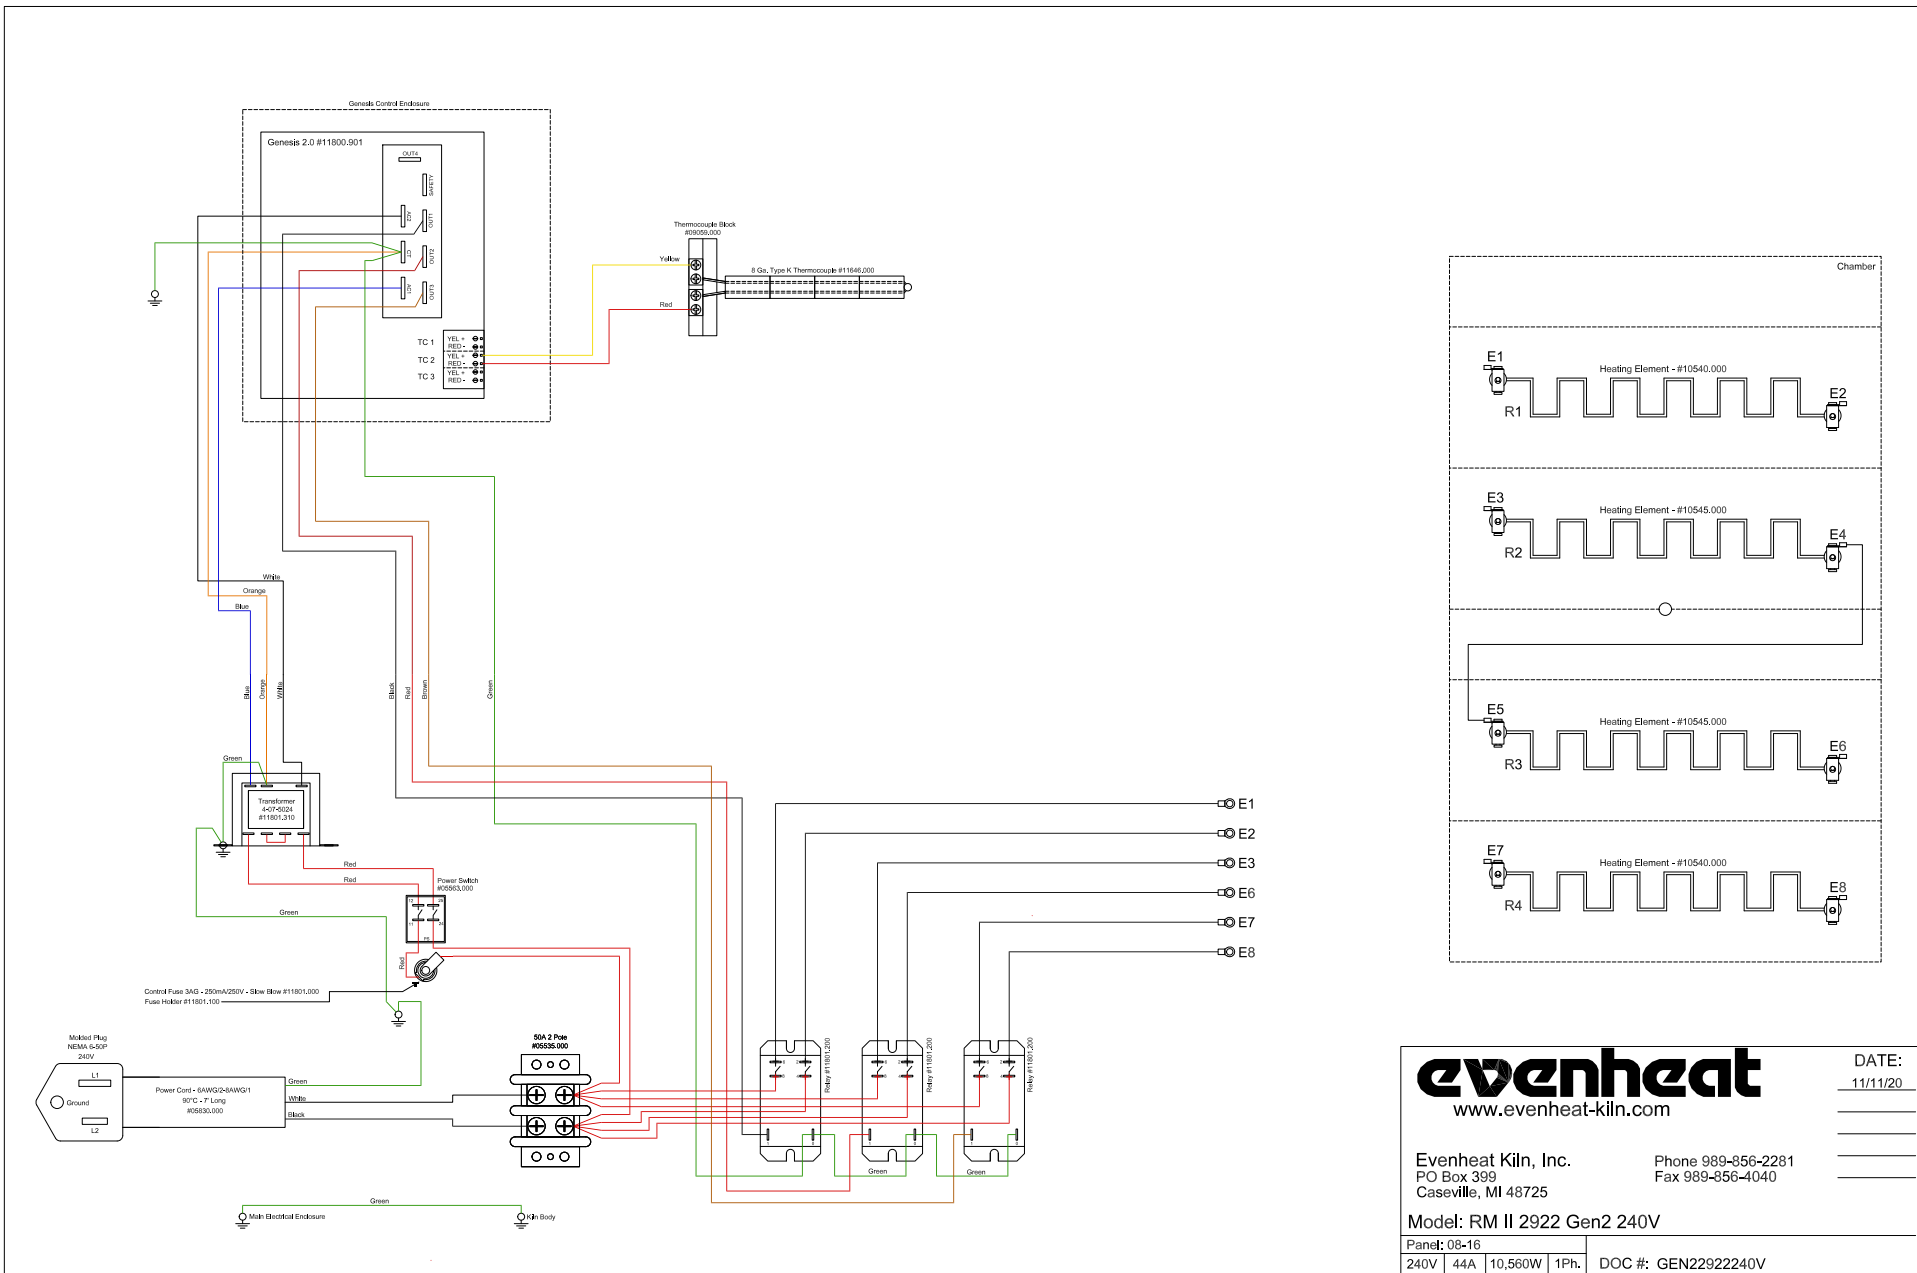 Genesis Control Enclosure
Genesis 2.0 #11800.901
OUT4
SAFETY
AC2
OUT1
CT
OUT2
AC1
OUT3
TC 1
YEL +
RED -
TC 2
YEL +
RED -
TC 3
YEL +
RED -
Thermocouple Block
#09059.000
Yellow
Red
8 Ga. Type K Thermocouple #11646.000
White
Orange
Blue
Blue
Orange
White
Black
Red
Brown
Green
Green
Transformer
4-07-5024
#11801.310
Red
Red
Power Switch
#05563.000
Green
Red
Control Fuse 3AG - 250mA/250V - Slow Blow #11801.000
Fuse Holder #11801.100
Molded Plug
NEMA 6-50P
240V
L1
Ground
L2
Power Cord - 6AWG/2-8AWG/1
90°C - 7' Long
#05830.000
Green
White
Black
50A 2 Pole
#05535.000
Relay #11801.200
Relay #11801.200
Relay #11801.200
Green
Green
Green
Main Electrical Enclosure
Kiln Body
E1
E2
E3
E6
E7
E8
Chamber
E1
Heating Element - #10540.000
E2
R1
E3
Heating Element - #10545.000
E4
R2
E5
Heating Element - #10545.000
E6
R3
E7
Heating Element - #10540.000
E8
R4
evenheat
www.evenheat-kiln.com
DATE:
11/11/20
Evenheat Kiln, Inc.
PO Box 399
Caseville, MI 48725
Phone 989-856-2281
Fax 989-856-4040
Model: RM II 2922 Gen2 240V
Panel: 08-16
240V 44A 10,560W 1Ph.
DOC #: GEN22922240V